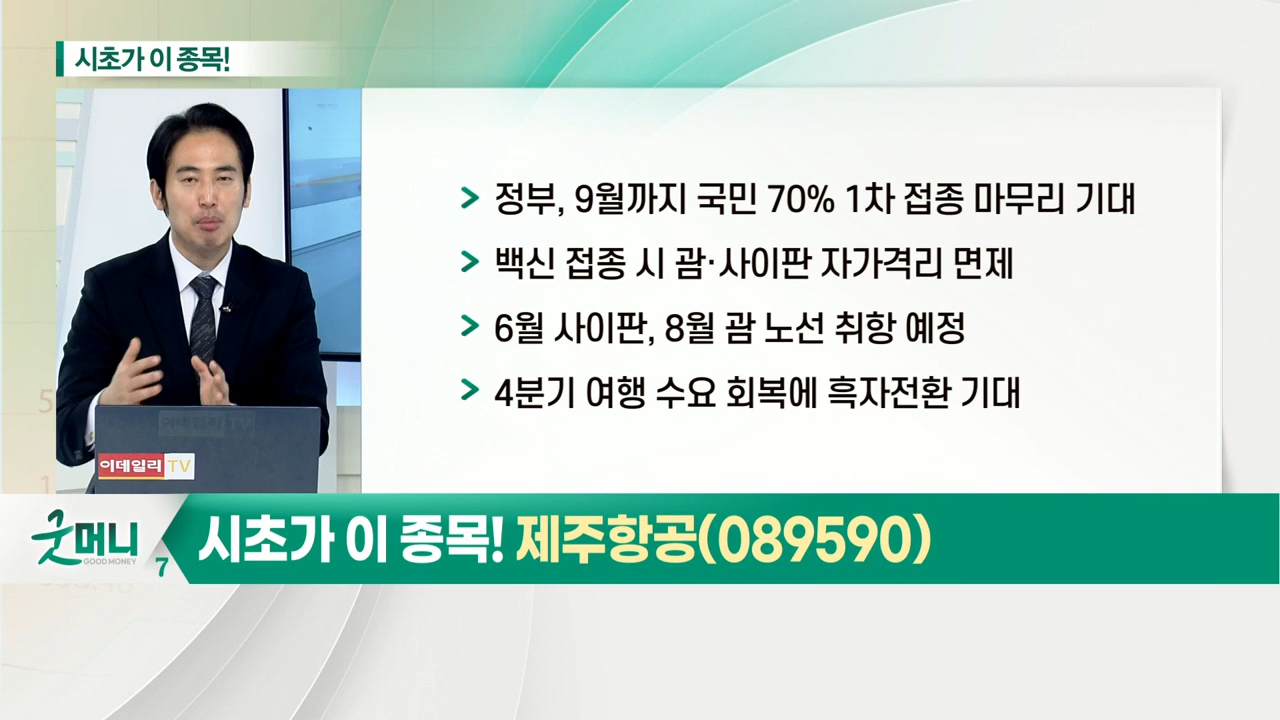 시초가 이 종목!
> 정부, 9월까지 국민 70% 1차 접종 마무리 기대
> 백신 접종 시 괌·사이판 자가격리 면제
> 6월 사이판, 8월 괌 노선 취항 예정
> 4분기 여행 수요 회복에 흑자전환 기대
이데일리 TV
굿머니
GOOD MONEY
7
시초가 이 종목! 제주항공(089590)